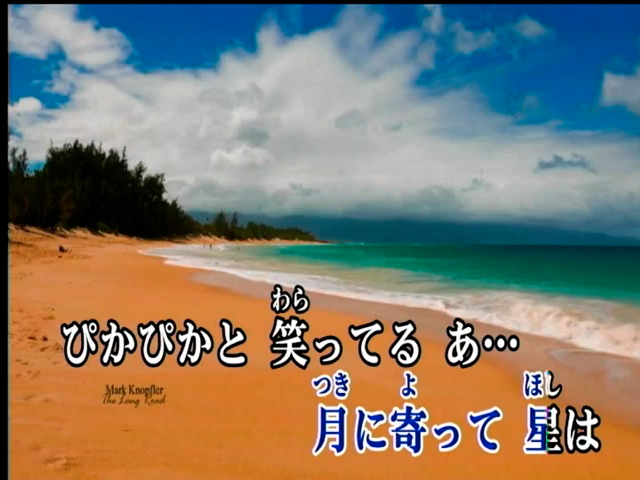 わら
ぴかぴかと 笑ってる あ…
Mark Knopfler
The Long Road
つき よ ほし
月に寄って 星は